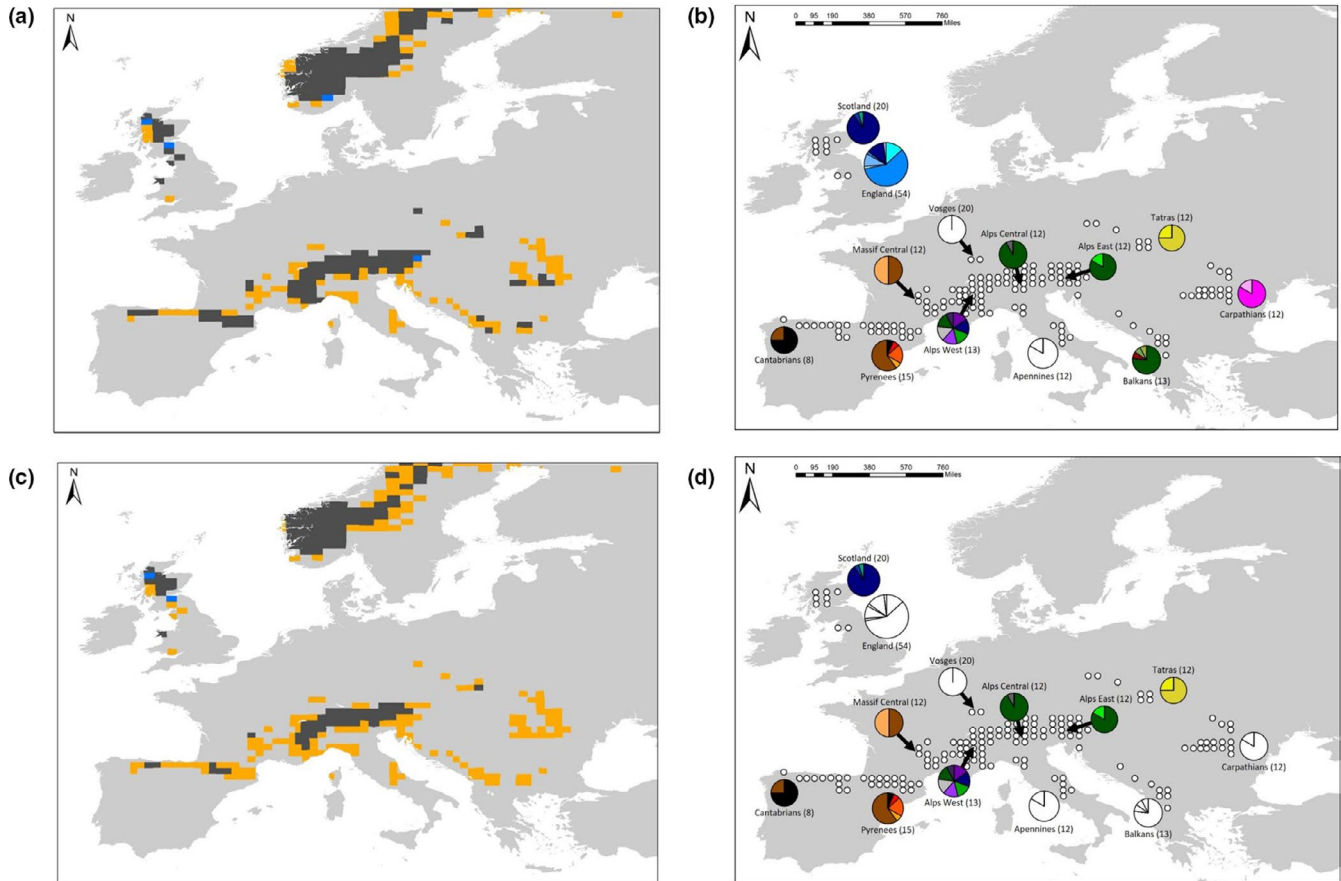 (a)
N
(b)
N
0 95 190 380 570 760
Miles
Scotland (20)
England (54)
Vosges (20)
Alps Central (12)
Tatras (12)
Massif Central (12)
Alps East (12)
Carpathians (12)
Cantabrians (8)
Alps West (13)
Pyrenees (15)
Apennines (12)
Balkans (13)
(c)
N
(d)
N
0 95 190 380 570 760
Miles
Scotland (20)
England (54)
Vosges (20)
Alps Central (12)
Tatras (12)
Massif Central (12)
Alps East (12)
Carpathians (12)
Cantabrians (8)
Alps West (13)
Pyrenees (15)
Apennines (12)
Balkans (13)